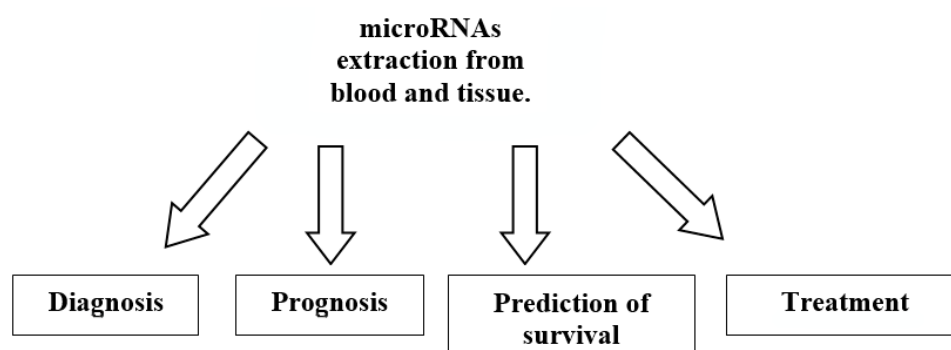 microRNAs
extraction from
blood and tissue.
Diagnosis
Prognosis
Prediction of
survival
Treatment